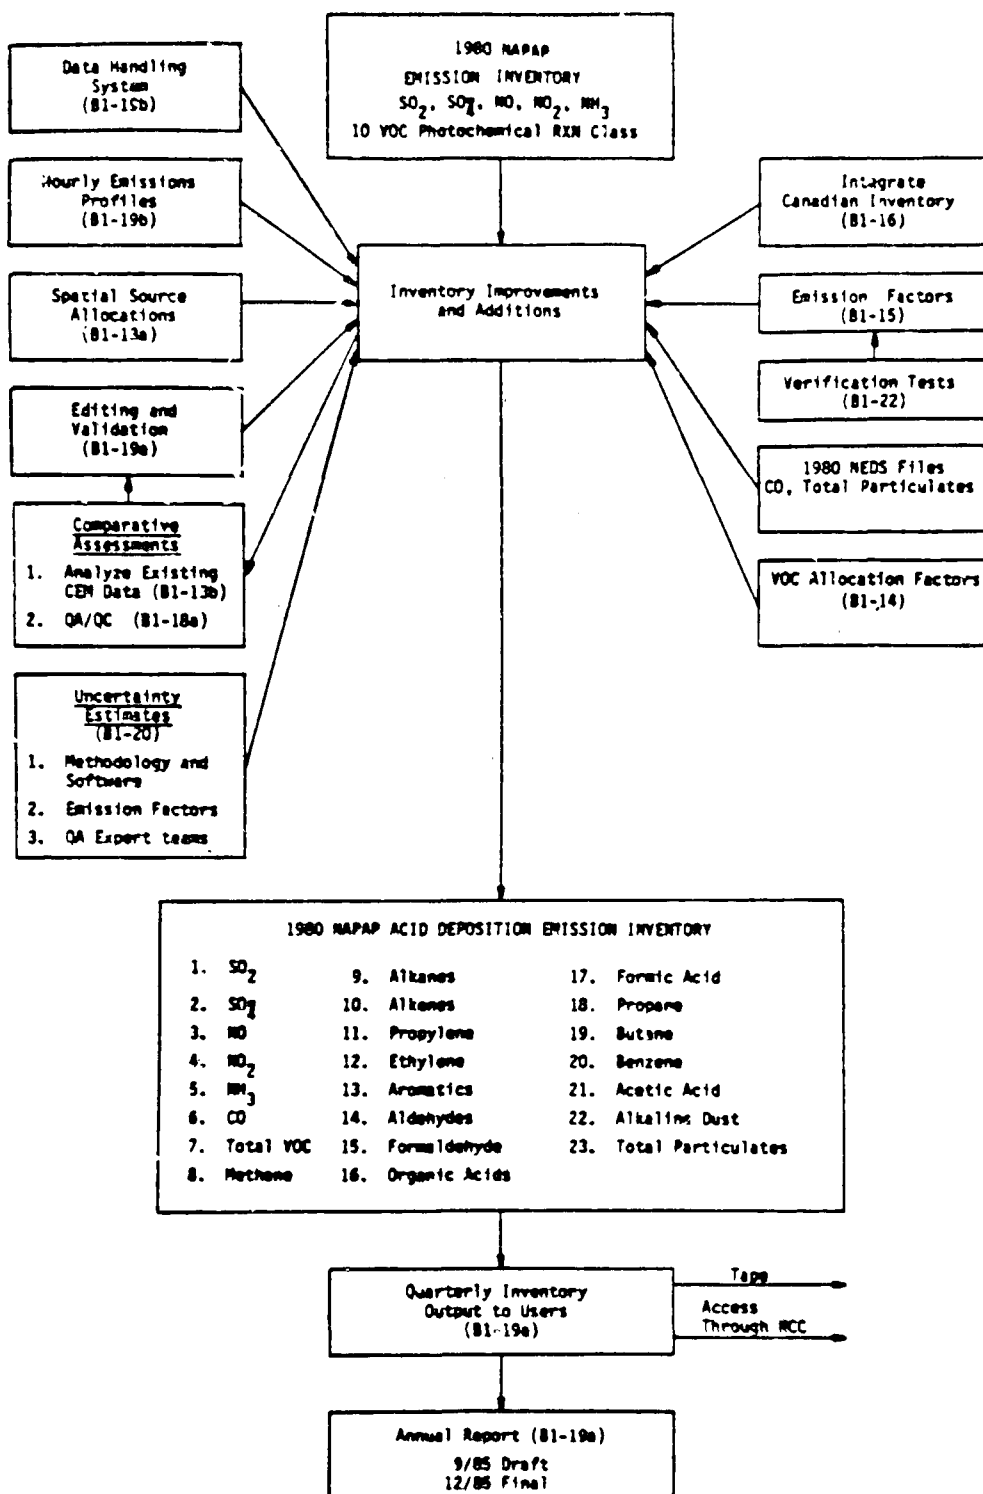 1980 NAPAP
EMISSION INVENTORY
SO2, SO4=, NO, NO2, NH3
10 VOC Photochemical RXN Class
Data Handling
System
(B1-19b)
Hourly Emissions
Profiles
(B1-19b)
Spatial Source
Allocations
(B1-13a)
Editing and
Validation
(B1-19a)
Comparative
Assessments
1. Analyze Existing
CEM Data (B1-13b)
2. QA/QC (B1-18a)
Uncertainty
Estimates
(B1-20)
1. Methodology and
Software
2. Emission Factors
3. QA Expert teams
Inventory Improvements
and Additions
Integrate
Canadian Inventory
(B1-16)
Emission Factors
(B1-15)
Verification Tests
(B1-22)
1980 NEDS Files
CO, Total Particulates
VOC Allocation Factors
(B1-14)
1980 NAPAP ACID DEPOSITION EMISSION INVENTORY
1. SO2
2. SO4=
3. NO
4. NO2
5. NH3
6. CO
7. Total VOC
8. Methane
9. Alkanes
10. Alkenes
11. Propylene
12. Ethylene
13. Aromatics
14. Aldehydes
15. Formaldehyde
16. Organic Acids
17. Formic Acid
18. Propane
19. Butane
20. Benzene
21. Acetic Acid
22. Alkaline Dust
23. Total Particulates
Quarterly Inventory
Output to Users
(B1-19a)
Tape
Access
Through NCC
Annual Report (B1-19a)
9/85 Draft
12/85 Final